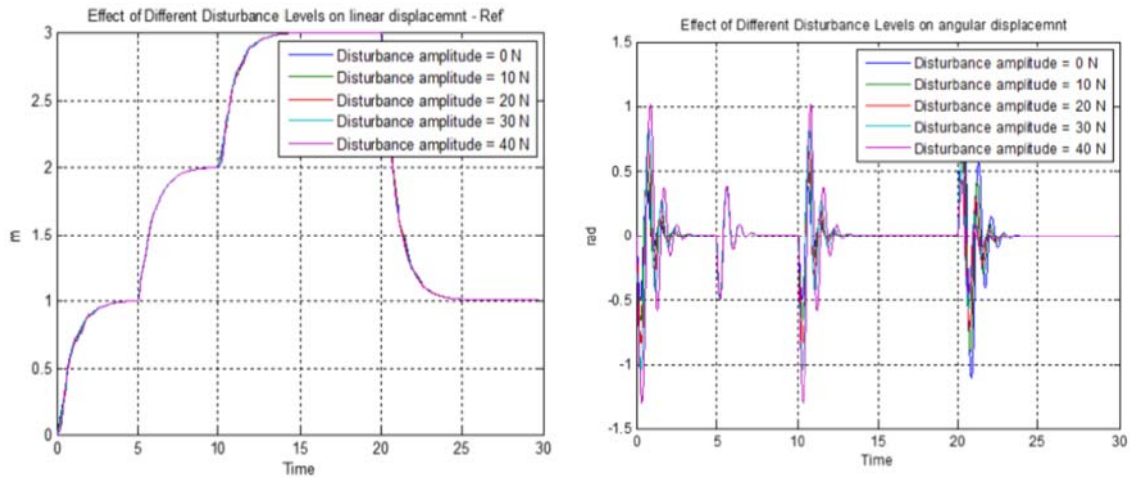 Effect of Different Disturbance Levels on linear displacemnt - Ref
3
2.5
2
1.5
1
0.5
0
m
Disturbance amplitude = 0 N
Disturbance amplitude = 10 N
Disturbance amplitude = 20 N
Disturbance amplitude = 30 N
Disturbance amplitude = 40 N
0 5 10 15 20 25 30
Time
Effect of Different Disturbance Levels on angular displacemnt
1.5
1
0.5
0
-0.5
-1
-1.5
rad
Disturbance amplitude = 0 N
Disturbance amplitude = 10 N
Disturbance amplitude = 20 N
Disturbance amplitude = 30 N
Disturbance amplitude = 40 N
0 5 10 15 20 25 30
Time